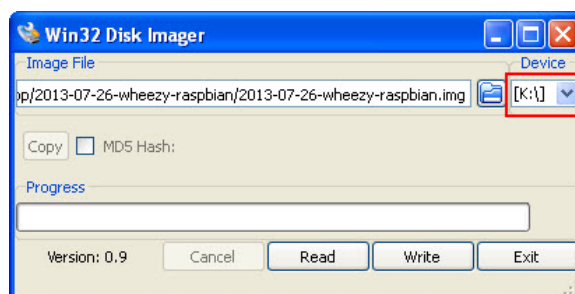 Win32 Disk Imager
Image File
Device
op/2013-07-26-wheezy-raspbian/2013-07-26-wheezy-raspbian.img
[K:\]
Copy
MD5 Hash:
Progress
Version: 0.9
Cancel
Read
Write
Exit